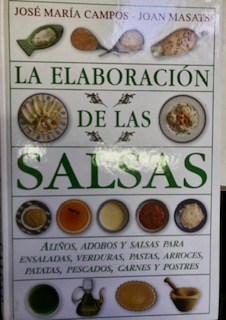 JOSÉ MARÍA CAMPOS - JOAN MASATS
LA ELABORACIÓN
DE LAS
SALSAS
ALIÑOS, ADOBOS Y SALSAS PARA
ENSALADAS, VERDURAS, PASTAS, ARROCES,
PATATAS, PESCADOS, CARNES Y POSTRES